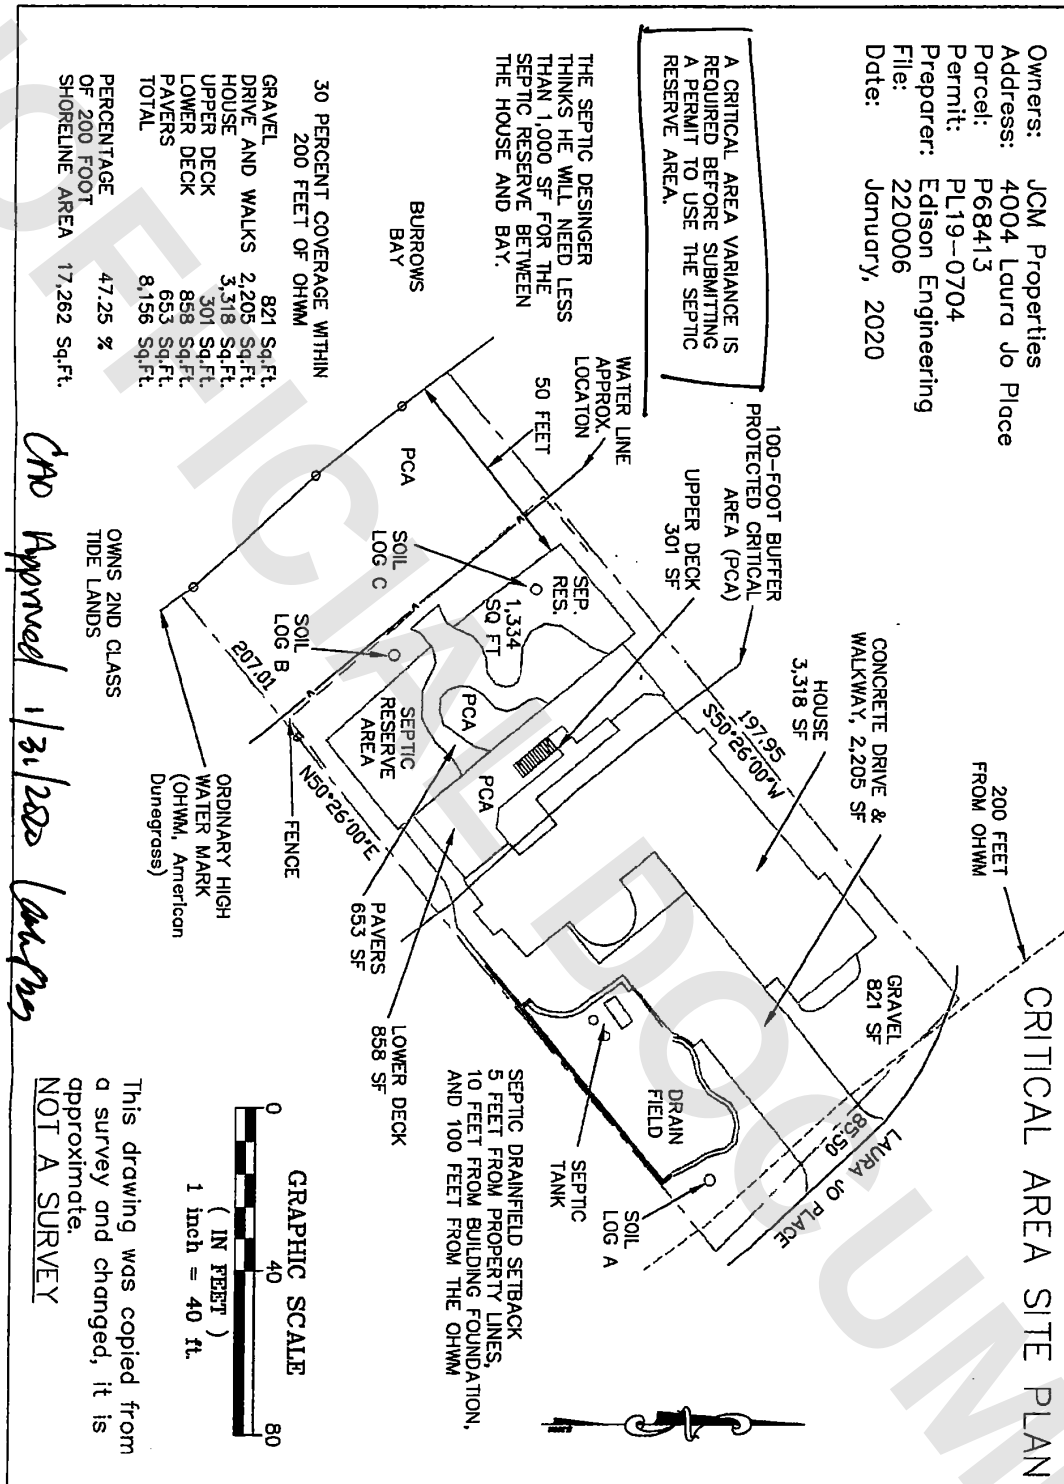 CRITICAL AREA SITE PLAN
Owners: JCM Properties
Address: 4004 Laura Jo Place
Parcel: P68413
Permit: PL19-0704
Preparer: Edison Engineering
File: 220006
Date: January, 2020
A CRITICAL AREA VARIANCE IS
REQUIRED BEFORE SUBMITTING
A PERMIT TO USE THE SEPTIC
RESERVE AREA.
THE SEPTIC DESINGER
THINKS HE WILL NEED LESS
THAN 1,000 SF FOR THE
SEPTIC RESERVE BETWEEN
THE HOUSE AND BAY.
30 PERCENT COVERAGE WITHIN
200 FEET OF OHWM
GRAVEL 821 Sq.Ft.
DRIVE AND WALKS 2,205 Sq.Ft.
HOUSE 3,318 Sq.Ft.
UPPER DECK 301 Sq.Ft.
LOWER DECK 858 Sq.Ft.
PAVERS 653 Sq.Ft.
TOTAL 8,156 Sq.Ft.
PERCENTAGE 47.25 %
OF 200 FOOT
SHORELINE AREA 17,262 Sq.Ft.
BURROWS
BAY
200 FEET
FROM OHWM
CONCRETE DRIVE &
WALKWAY, 2,205 SF
HOUSE
3,318 SF
100-FOOT BUFFER
PROTECTED CRITICAL
AREA (PCA)
UPPER DECK
301 SF
WATER LINE
APPROX.
LOCATON
50 FEET
197.95
S50°26'00"W
GRAVEL
821 SF
85.50
LAURA JO PLACE
PCA
SOIL
LOG C
SEP.
RES.
1,334
SQ FT
SOIL
LOG B
PCA
PCA
SEPTIC
RESERVE
AREA
207.01
N50°26'00"E
FENCE
DRAIN
FIELD
SEPTIC
TANK
SOIL
LOG A
PAVERS
653 SF
LOWER DECK
858 SF
SEPTIC DRAINFIELD SETBACK
5 FEET FROM PROPERTY LINES,
10 FEET FROM BUILDING FOUNDATION,
AND 100 FEET FROM THE OHWM
OWNS 2ND CLASS
TIDE LANDS
ORDINARY HIGH
WATER MARK
(OHWM, American
Dunegrass)
GRAPHIC SCALE
0 40 80
( IN FEET )
1 inch = 40 ft.
This drawing was copied from
a survey and changed, it is
approximate.
NOT A SURVEY
CAO Approved 1/31/2020